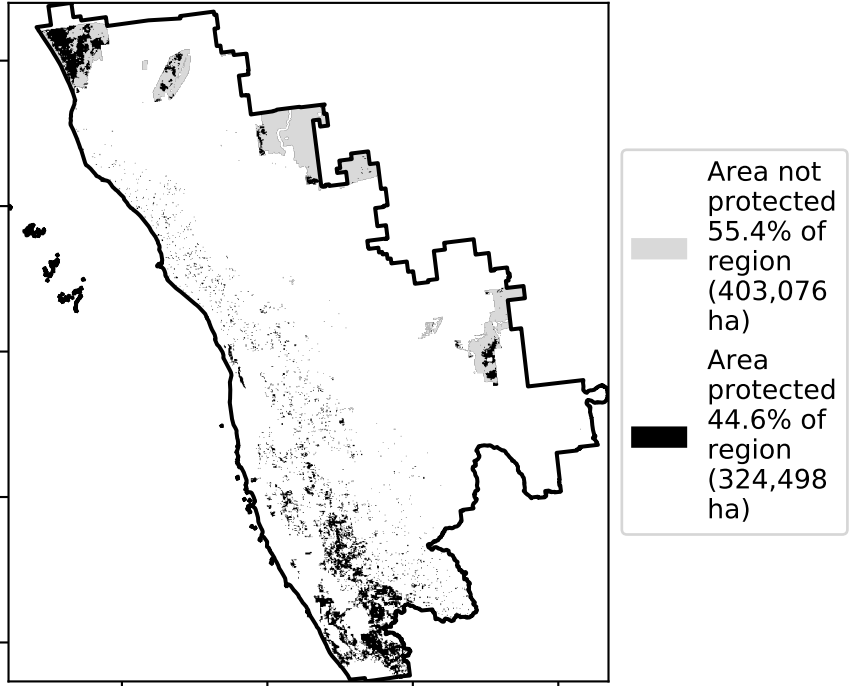 Area not
protected
55.4% of
region
(403,076
ha)
Area
protected
44.6% of
region
(324,498
ha)